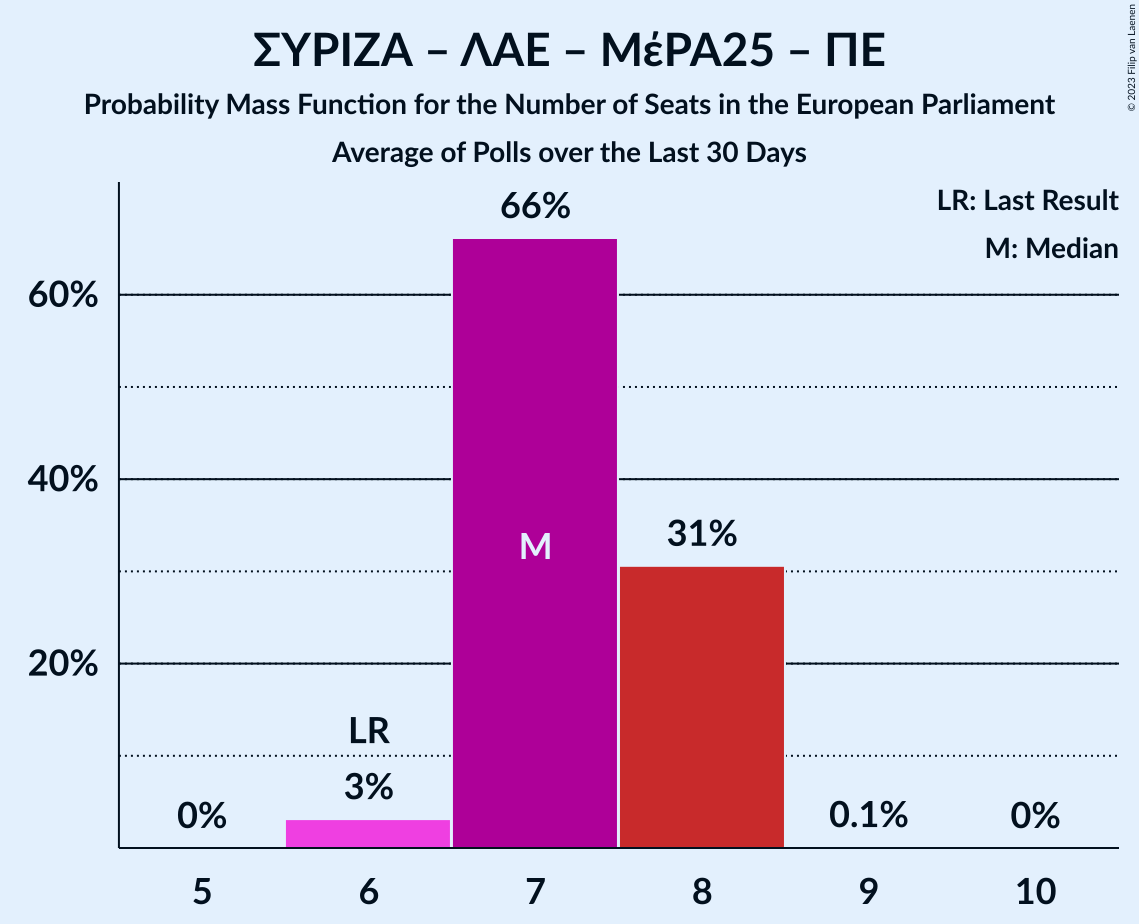 ΣΥΡΙΖΑ – ΛΑΕ – ΜέΡΑ25 – ΠΕ
Probability Mass Function for the Number of Seats in the European Parliament
Average of Polls over the Last 30 Days
© 2023 Filip van Laenen
LR: Last Result
M: Median
66%
60%
40%
31%
M
20%
LR
3%
0%
0.1%
0%
5 6 7 8 9 10